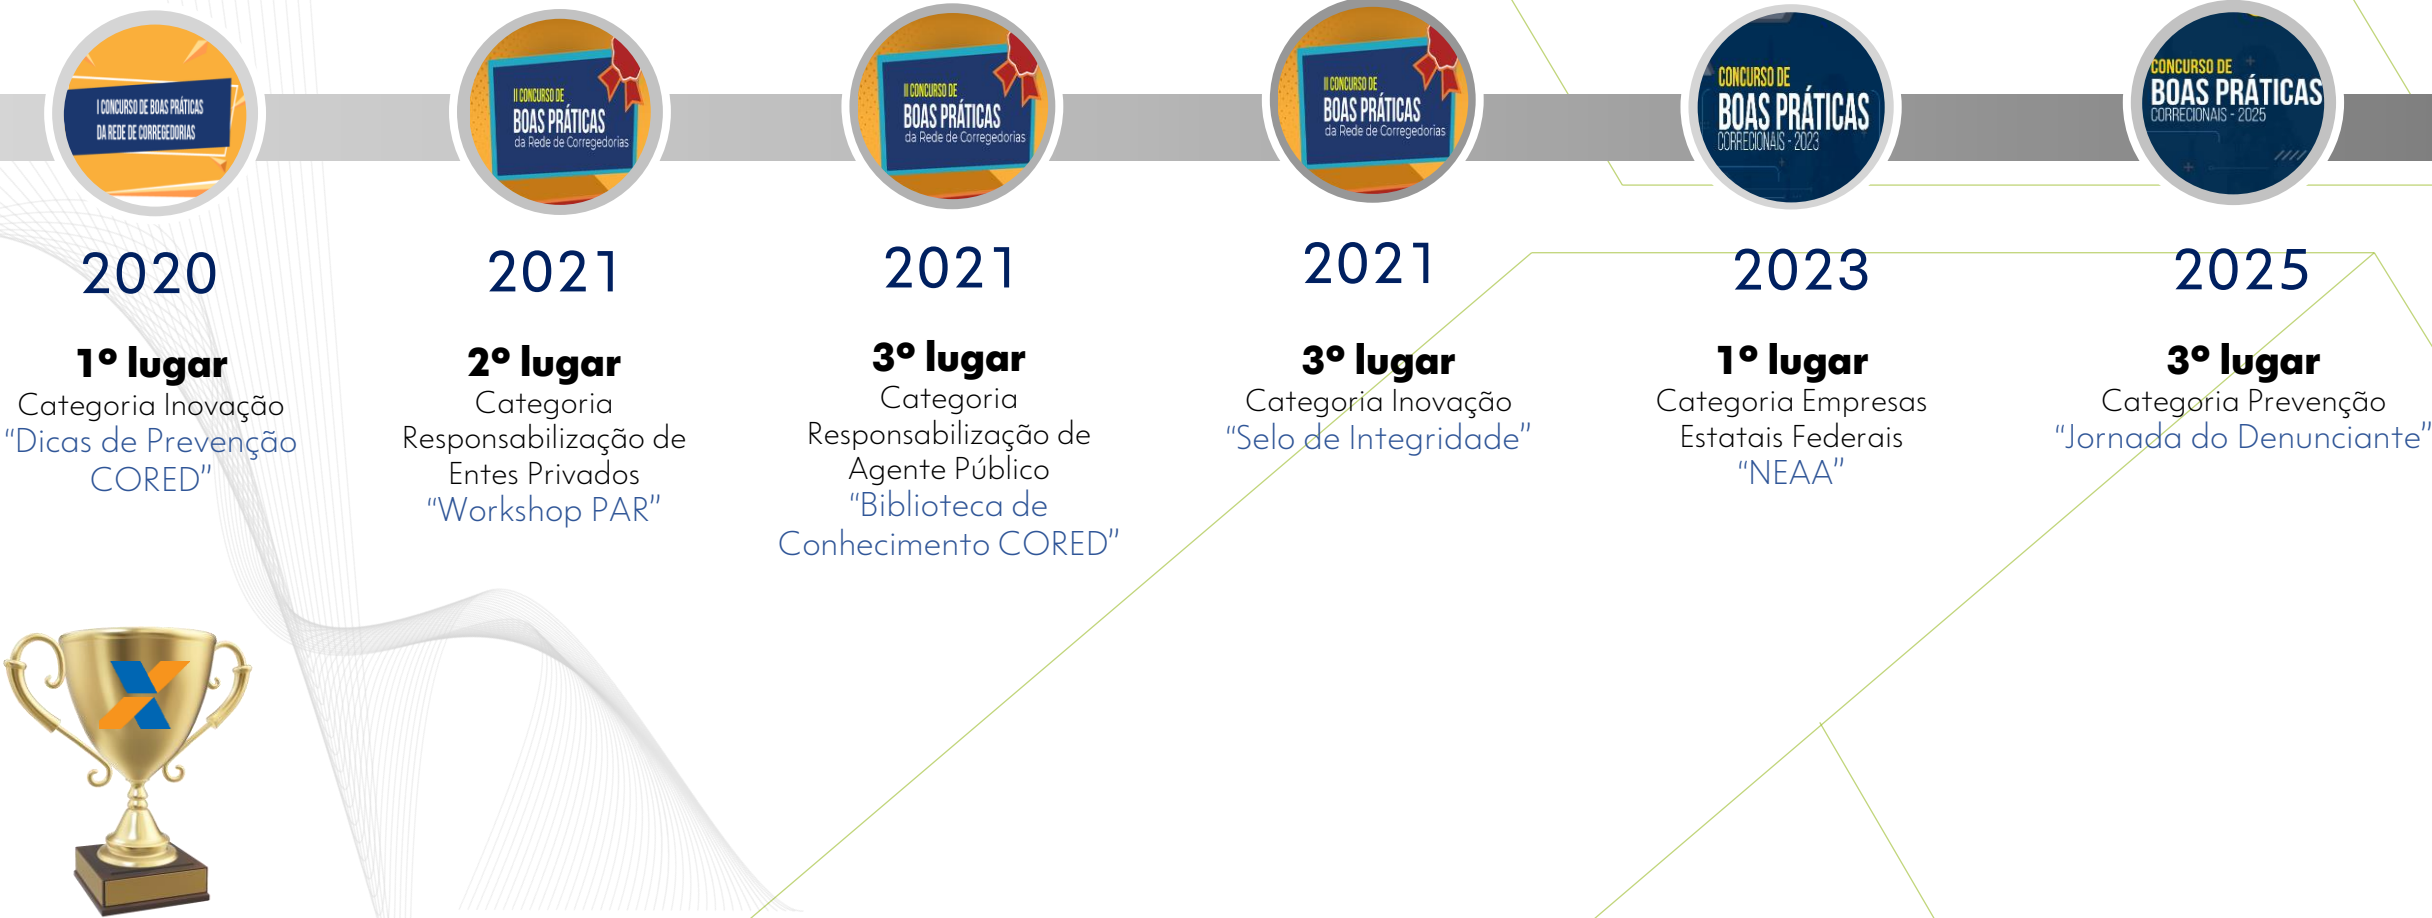 I CONCURSO DE BOAS PRÁTICAS
DA REDE DE CORREGEDORIAS
2020
1º lugar
Categoria Inovação
“Dicas de Prevenção
CORED”
II CONCURSO DE
BOAS PRÁTICAS
da Rede de Corregedorias
2021
2º lugar
Categoria
Responsabilização de
Entes Privados
“Workshop PAR”
II CONCURSO DE
BOAS PRÁTICAS
da Rede de Corregedorias
2021
3º lugar
Categoria
Responsabilização de
Agente Público
“Biblioteca de
Conhecimento CORED”
II CONCURSO DE
BOAS PRÁTICAS
da Rede de Corregedorias
2021
3º lugar
Categoria Inovação
“Selo de Integridade”
CONCURSO DE
BOAS PRÁTICAS
CORRECIONAIS - 2023
2023
1º lugar
Categoria Empresas
Estatais Federais
“NEAA”
CONCURSO DE
BOAS PRÁTICAS
CORRECIONAIS - 2025
2025
3º lugar
Categoria Prevenção
“Jornada do Denunciante”